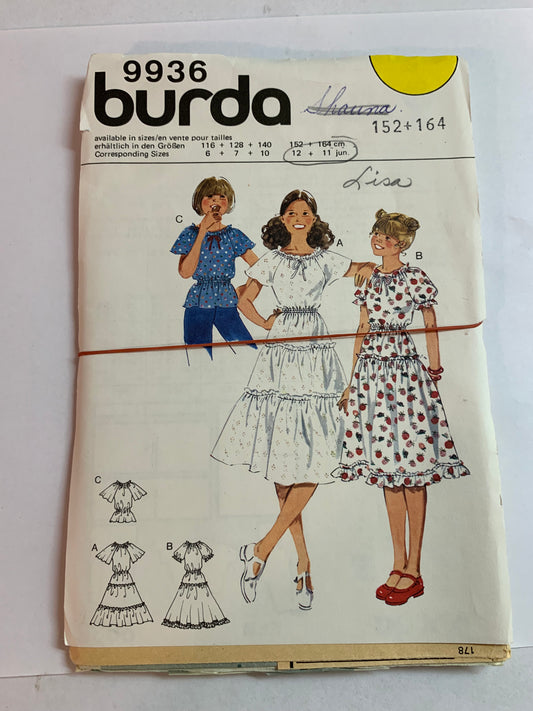 9936
burda
Shauna.
152+164
available in sizes/en vente pour tailles
erhältlich in den Größen 116 + 128 + 140 152 + 164 cm
Corresponding Sizes 6 + 7 + 10 12 + 11 jun.
Lisa
C
A
B
C
A
B
178